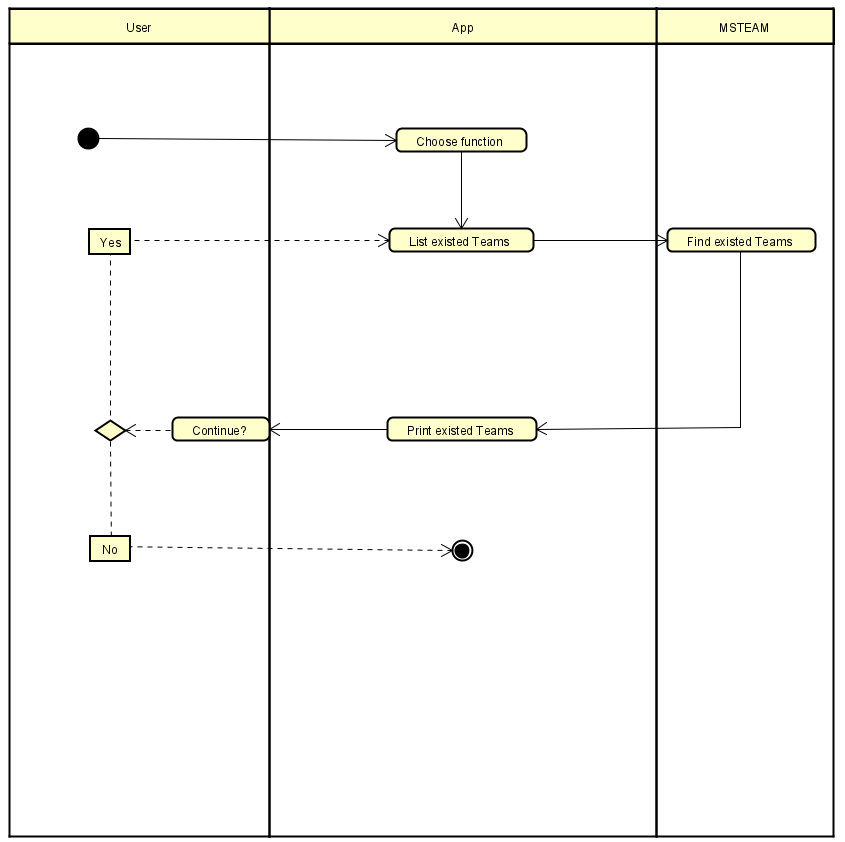 User
App
MSTEAM
Choose function
Yes
List existed Teams
Find existed Teams
Continue?
Print existed Teams
No